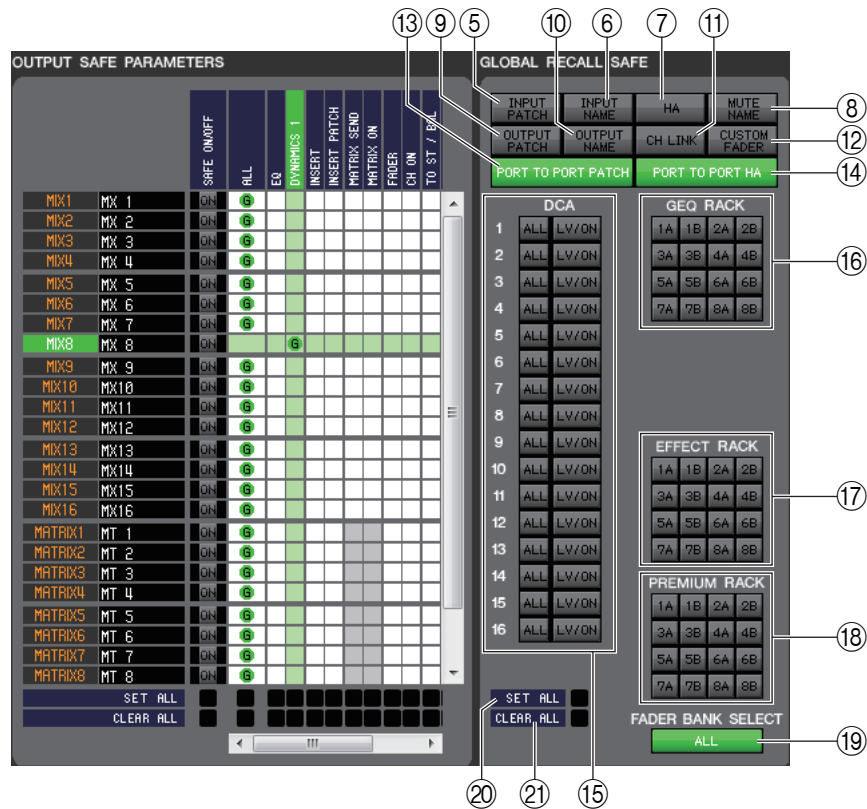 ⑬ ⑨ ⑤ ⑩ ⑥ ⑦ ⑪
OUTPUT SAFE PARAMETERS
SAFE ON/OFF
ALL
EQ
DYNAMICS 1
INSERT
INSERT PATCH
MATRIX SEND
MATRIX ON
FADER
CH ON
TO ST / BAL
MIX1 MX 1 ON G
MIX2 MX 2 ON G
MIX3 MX 3 ON G
MIX4 MX 4 ON G
MIX5 MX 5 ON G
MIX6 MX 6 ON G
MIX7 MX 7 ON G
MIX8 MX 8 ON G
MIX9 MX 9 ON G
MIX10 MX10 ON G
MIX11 MX11 ON G
MIX12 MX12 ON G
MIX13 MX13 ON G
MIX14 MX14 ON G
MIX15 MX15 ON G
MIX16 MX16 ON G
MATRIX1 MT 1 ON G
MATRIX2 MT 2 ON G
MATRIX3 MT 3 ON G
MATRIX4 MT 4 ON G
MATRIX5 MT 5 ON G
MATRIX6 MT 6 ON G
MATRIX7 MT 7 ON G
MATRIX8 MT 8 ON G
SET ALL
CLEAR ALL
GLOBAL RECALL SAFE
INPUT PATCH
INPUT NAME
HA
MUTE NAME
⑧
OUTPUT PATCH
OUTPUT NAME
CH LINK
CUSTOM FADER
⑫
PORT TO PORT PATCH
PORT TO PORT HA
⑭
DCA
1 ALL LV/ON
2 ALL LV/ON
3 ALL LV/ON
4 ALL LV/ON
5 ALL LV/ON
6 ALL LV/ON
7 ALL LV/ON
8 ALL LV/ON
9 ALL LV/ON
10 ALL LV/ON
11 ALL LV/ON
12 ALL LV/ON
13 ALL LV/ON
14 ALL LV/ON
15 ALL LV/ON
16 ALL LV/ON
GEQ RACK
1A 1B 2A 2B
3A 3B 4A 4B
5A 5B 6A 6B
7A 7B 8A 8B
⑯
EFFECT RACK
1A 1B 2A 2B
3A 3B 4A 4B
5A 5B 6A 6B
7A 7B 8A 8B
⑰
PREMIUM RACK
1A 1B 2A 2B
3A 3B 4A 4B
5A 5B 6A 6B
7A 7B 8A 8B
⑱
SET ALL
CLEAR ALL
FADER BANK SELECT
ALL
⑲
⑳ ㉑ ⑮